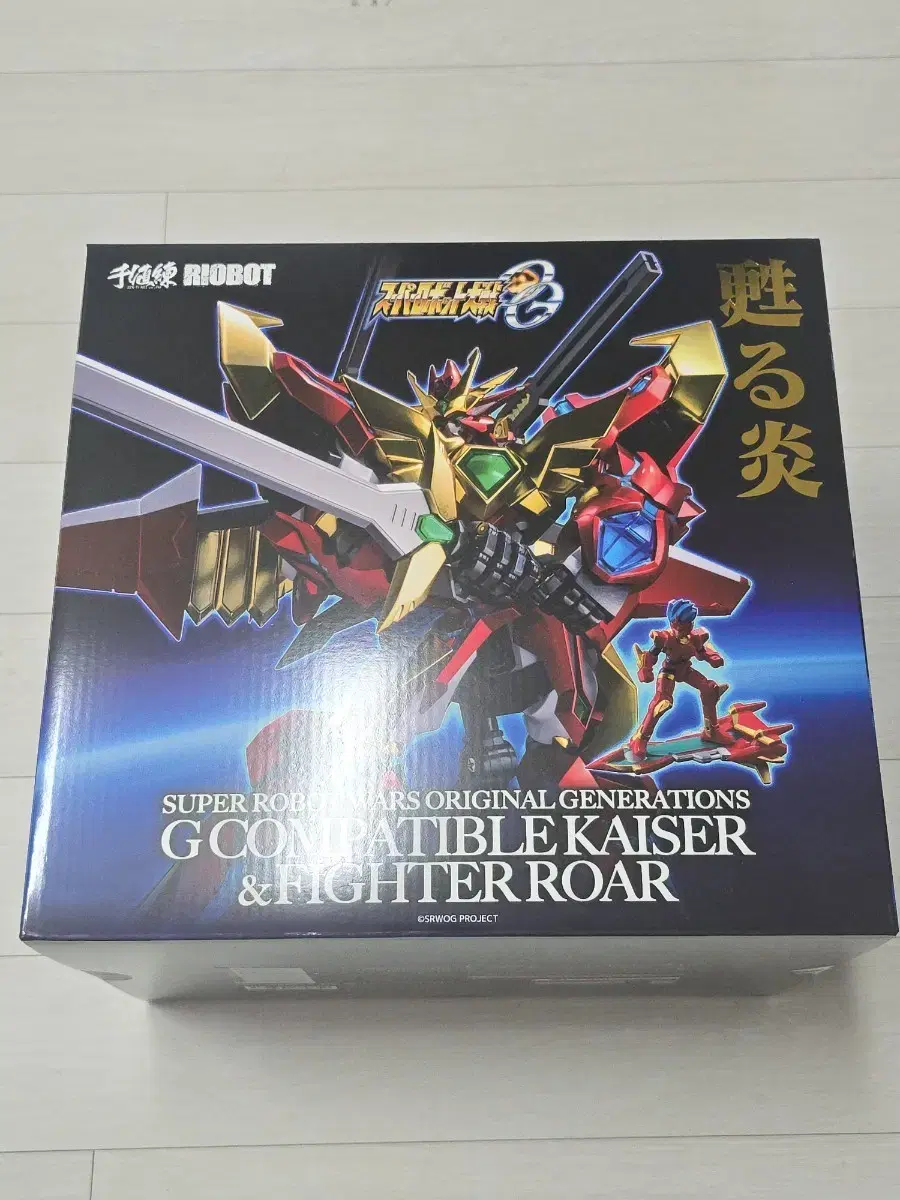 千値練 RIOBOT
スーパーロボット大戦OG
甦る炎
SUPER ROBOT WARS ORIGINAL GENERATIONS
G COMPATIBLE KAISER
& FIGHTER ROAR
©SRWOG PROJECT